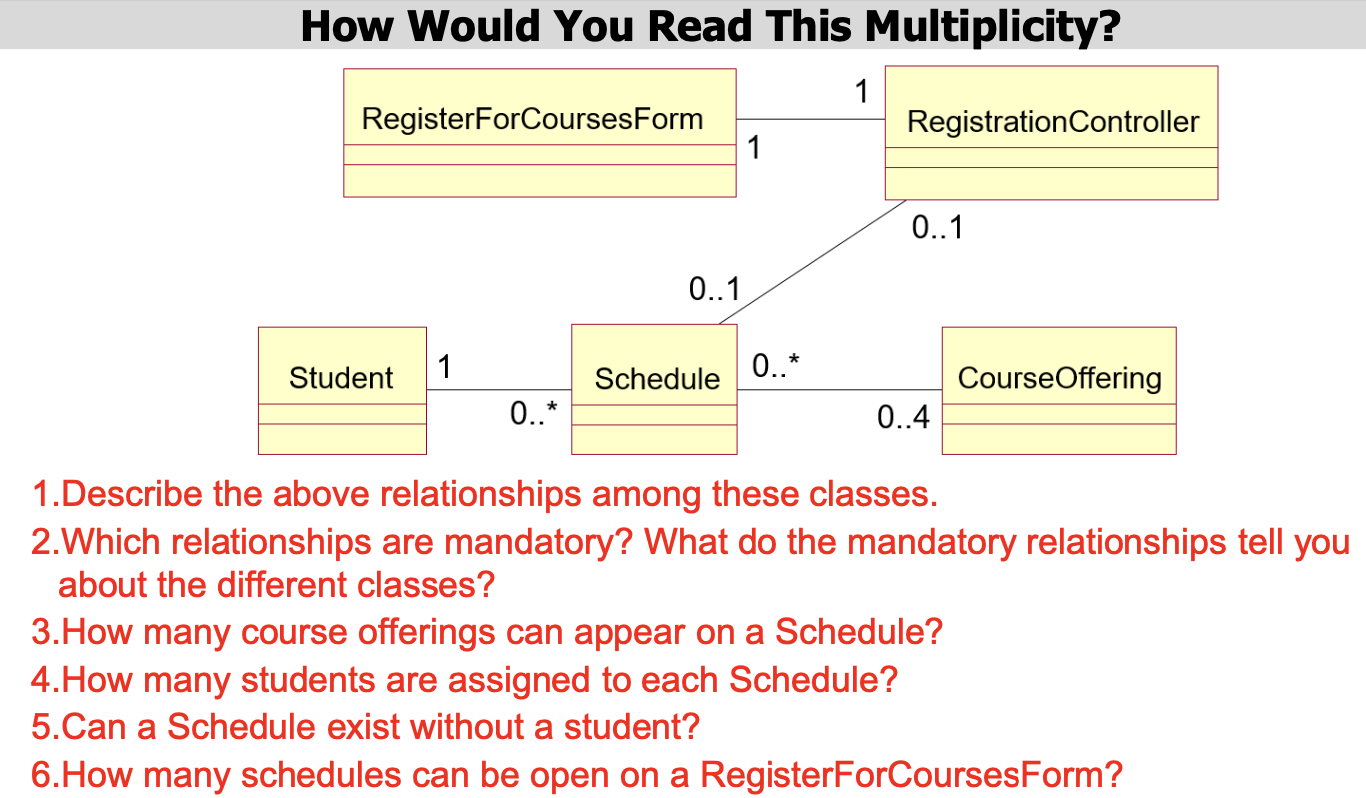 How Would You Read This Multiplicity?
1
RegisterForCoursesForm
RegistrationController
1
0..1
0..1
1
0..*
Student
Schedule
CourseOffering
0..*
0..4
1.Describe the above relationships among these classes.
2.Which relationships are mandatory? What do the mandatory relationships tell you
about the different classes?
3.How many course offerings can appear on a Schedule?
4.How many students are assigned to each Schedule?
5.Can a Schedule exist without a student?
6.How many schedules can be open on a RegisterForCoursesForm?